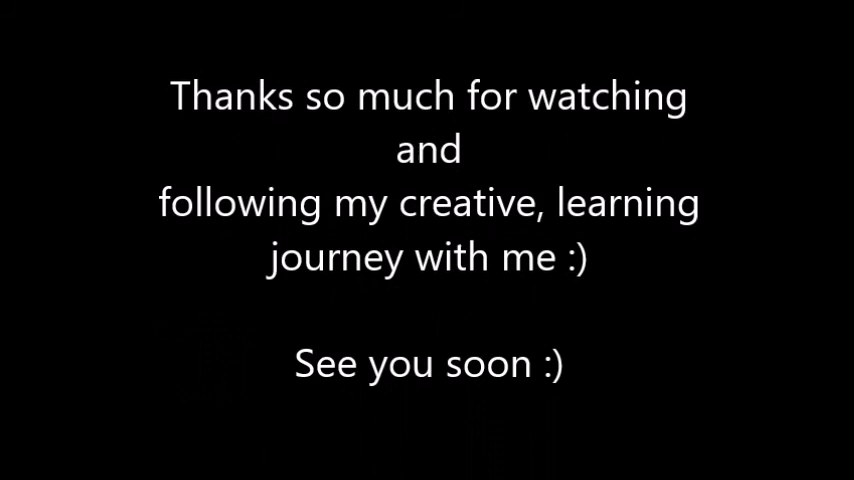 Thanks so much for watching
and
following my creative, learning
journey with me :)
See you soon :)